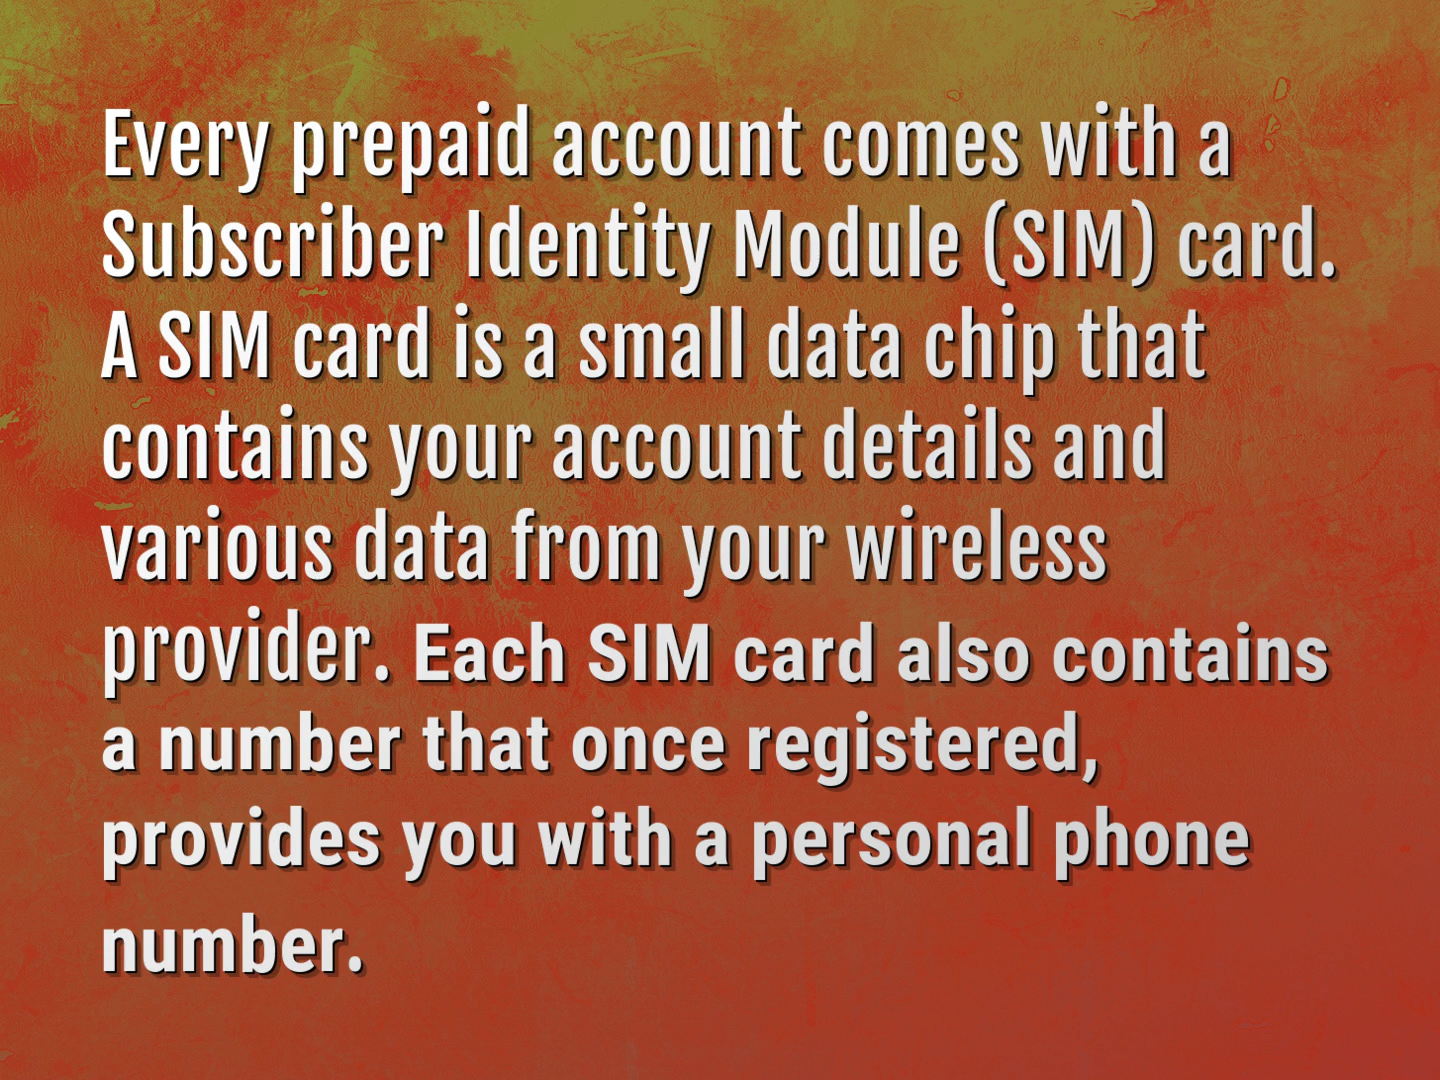 Every prepaid account comes with a
Subscriber Identity Module (SIM) card.
A SIM card is a small data chip that
contains your account details and
various data from your wireless
provider. Each SIM card also contains
a number that once registered,
provides you with a personal phone
number.